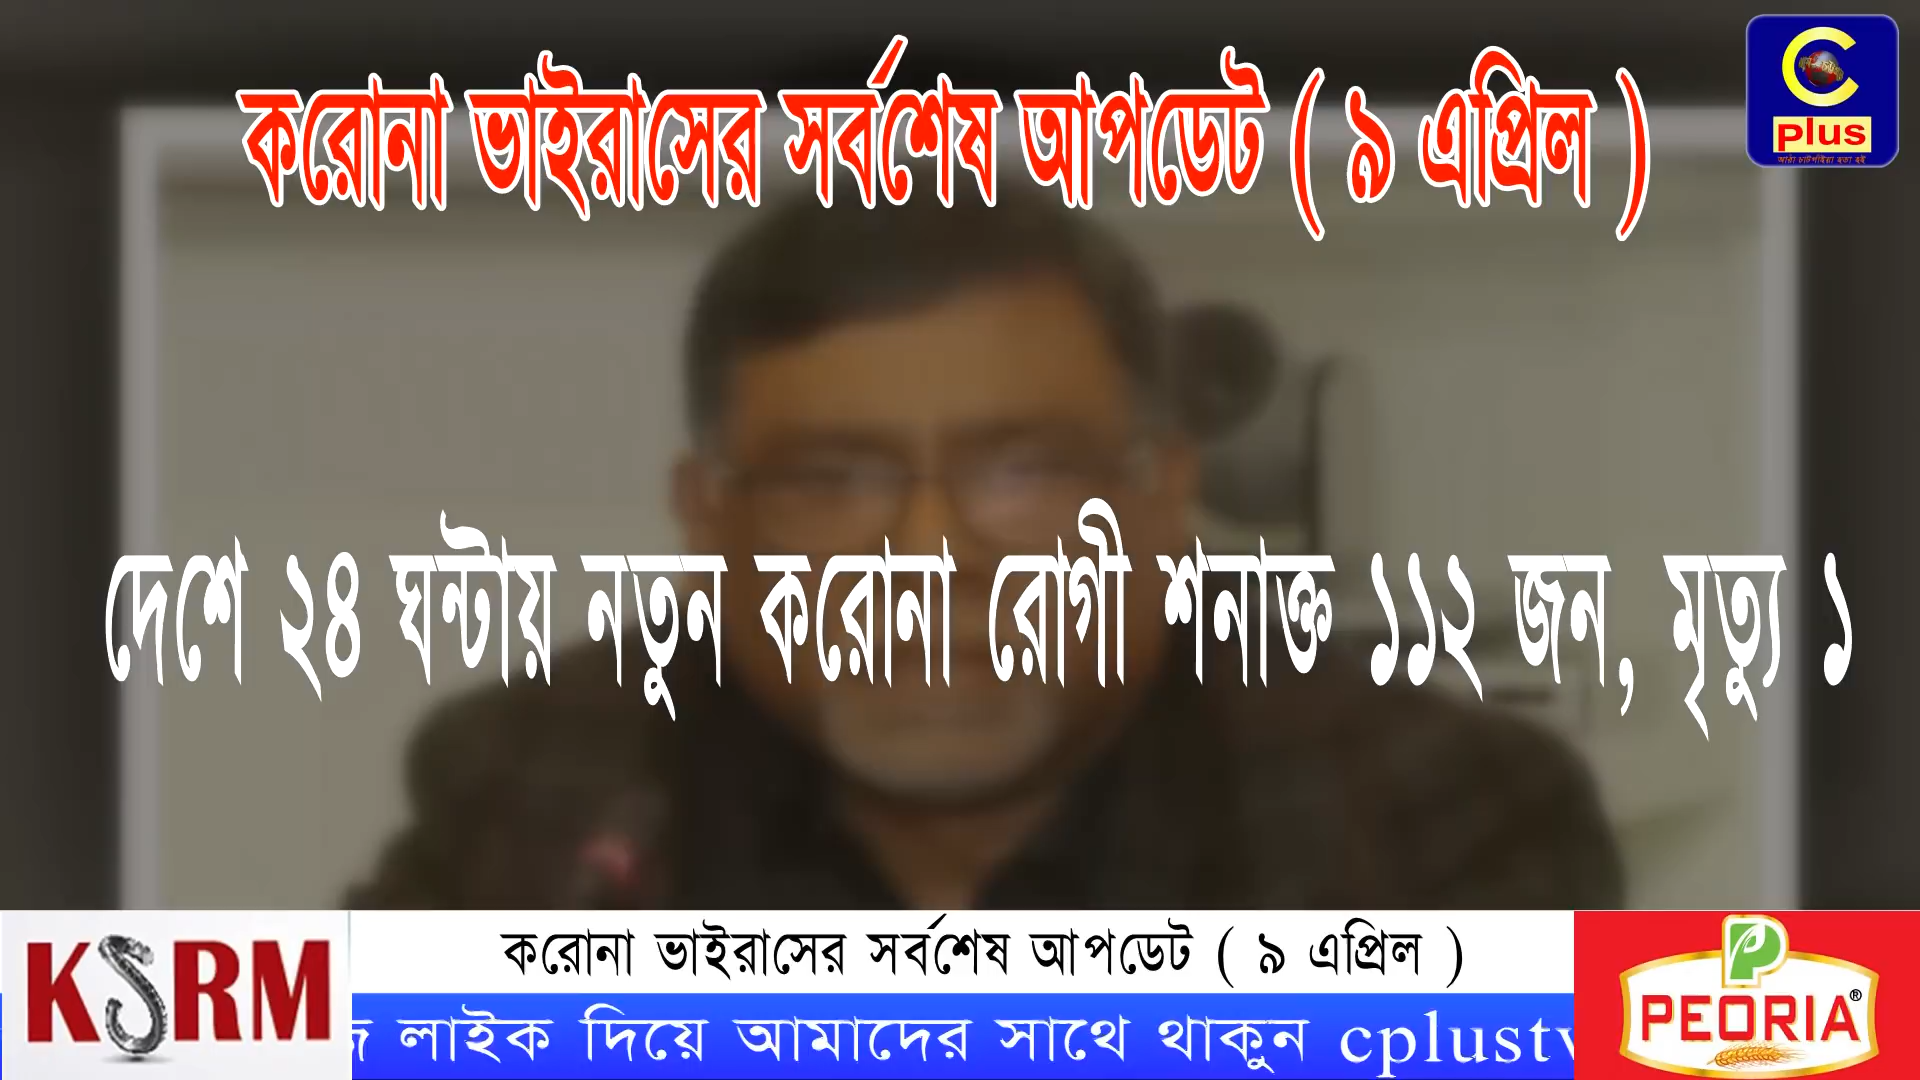 করোনা ভাইরাসের সর্বশেষ আপডেট ( ৯ এপ্রিল )
C
plus
দেশে ২৪ ঘন্টায় নতুন করোনা রোগী শনাক্ত ১১২ জন, মৃত্যু ১
KSRM
করোনা ভাইরাসের সর্বশেষ আপডেট ( ৯ এপ্রিল )
লাইক দিয়ে আমাদের সাথে থাকুন cplustv
P
PEORIA®